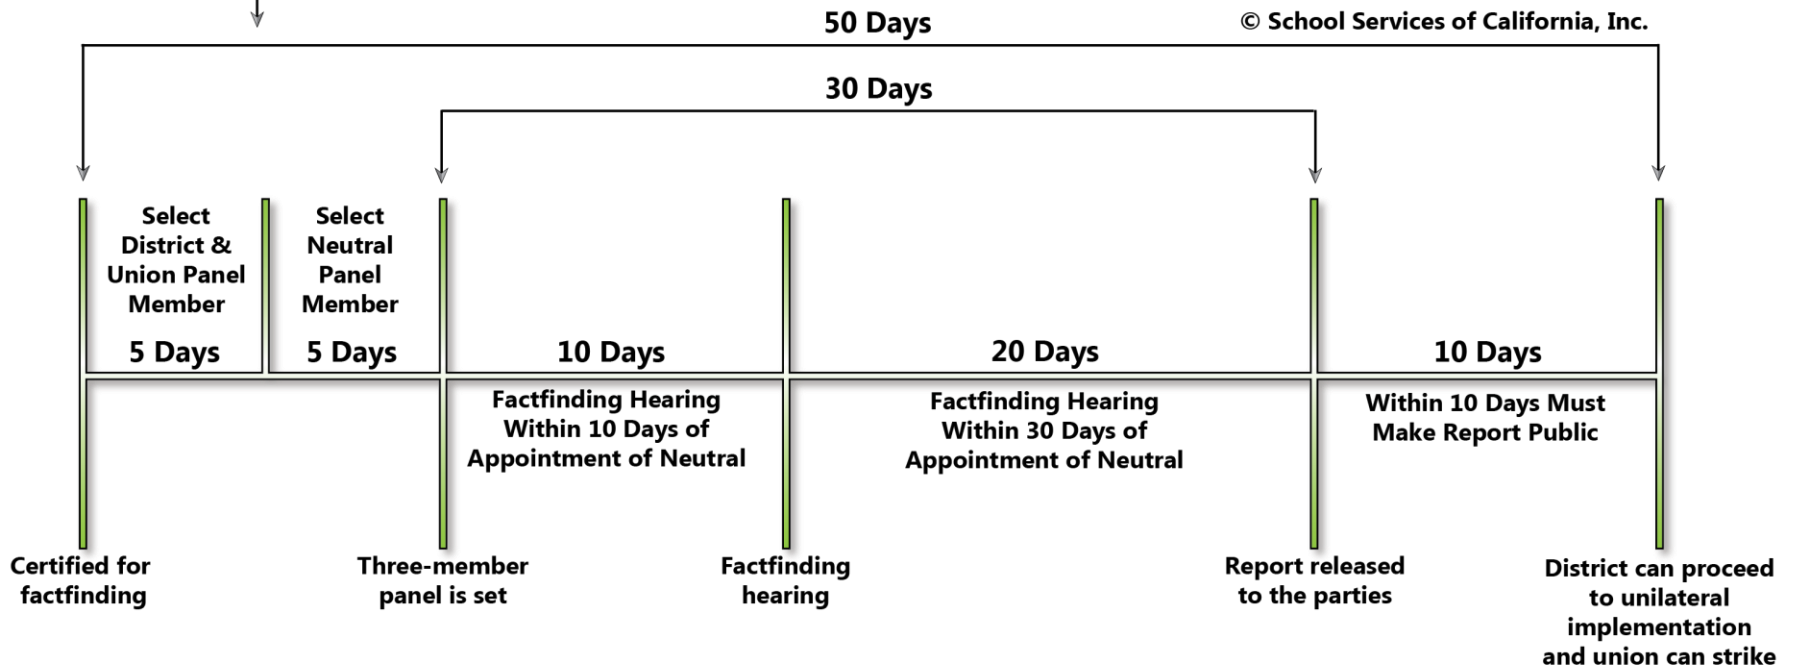 50 Days
© School Services of California, Inc.
30 Days
Select
District &
Union Panel
Member
Select
Neutral
Panel
Member
5 Days
5 Days
10 Days
20 Days
10 Days
Factfinding Hearing
Within 10 Days of
Appointment of Neutral
Factfinding Hearing
Within 30 Days of
Appointment of Neutral
Within 10 Days Must
Make Report Public
Certified for
factfinding
Three-member
panel is set
Factfinding
hearing
Report released
to the parties
District can proceed
to unilateral
implementation
and union can strike